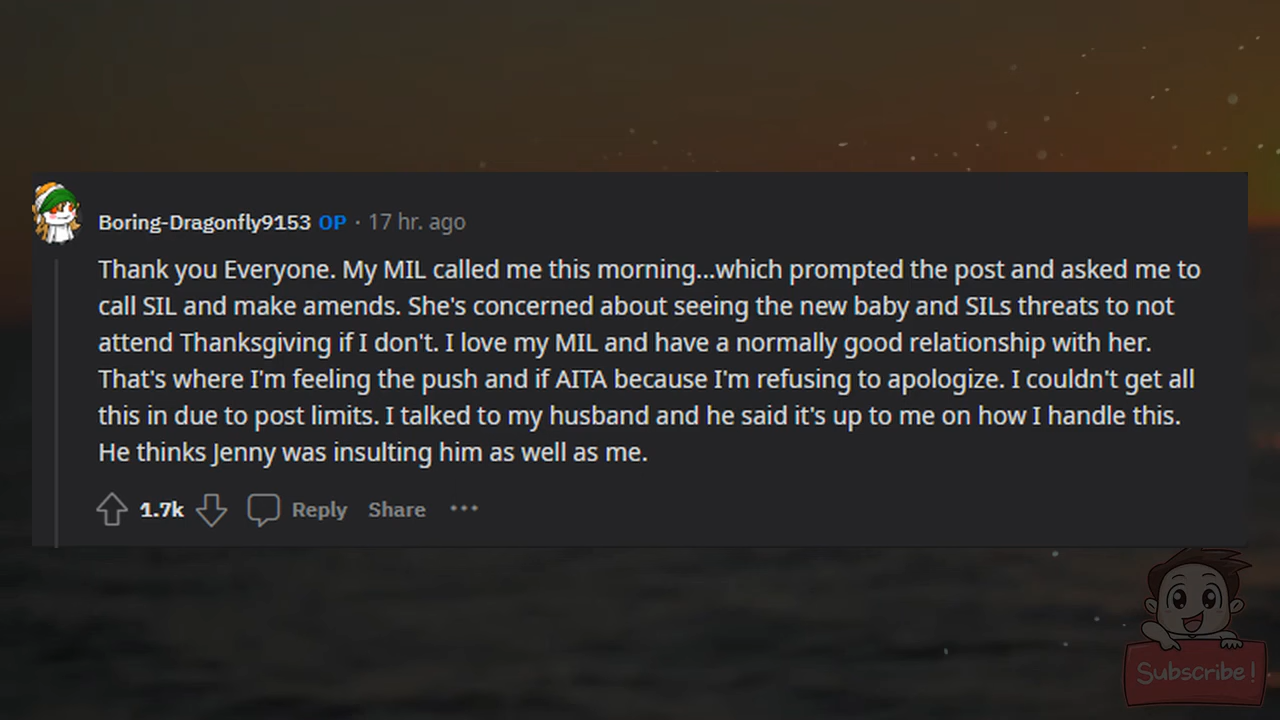 Boring-Dragonfly9153 OP · 17 hr. ago
Thank you Everyone. My MIL called me this morning...which prompted the post and asked me to
call SIL and make amends. She's concerned about seeing the new baby and SILs threats to not
attend Thanksgiving if I don't. I love my MIL and have a normally good relationship with her.
That's where I'm feeling the push and if AITA because I'm refusing to apologize. I couldn't get all
this in due to post limits. I talked to my husband and he said it's up to me on how I handle this.
He thinks Jenny was insulting him as well as me.
1.7k Reply Share ···
Subscribe!